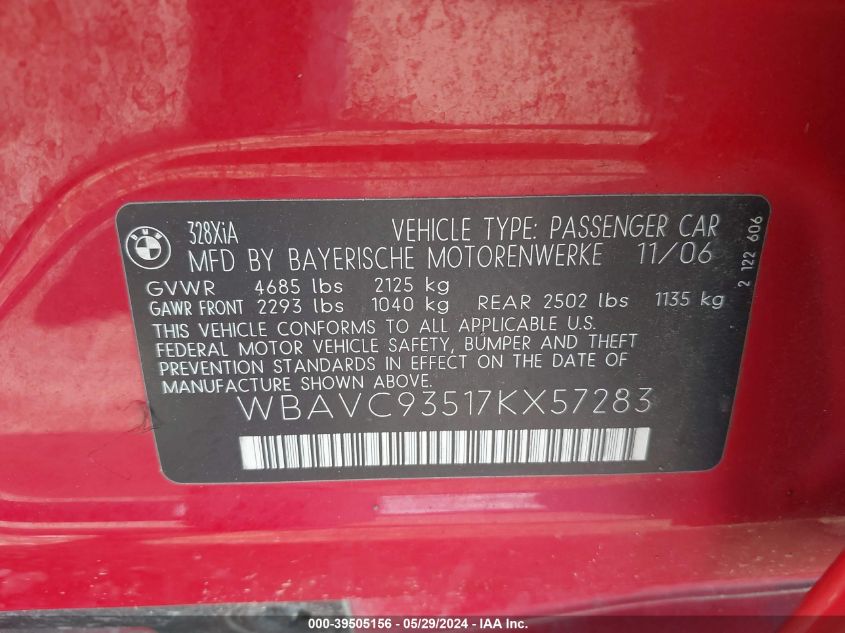 BMW
328XiA VEHICLE TYPE: PASSENGER CAR
MFD BY BAYERISCHE MOTORENWERKE 11/06
GVWR 4685 lbs 2125 kg
GAWR FRONT 2293 lbs 1040 kg REAR 2502 lbs 1135 kg
THIS VEHICLE CONFORMS TO ALL APPLICABLE U.S.
FEDERAL MOTOR VEHICLE SAFETY, BUMPER AND THEFT
PREVENTION STANDARDS IN EFFECT ON THE DATE OF
MANUFACTURE SHOWN ABOVE.
WBAVC93517KX57283
2 122 606
000-39505156 - 05/29/2024 - IAA Inc.